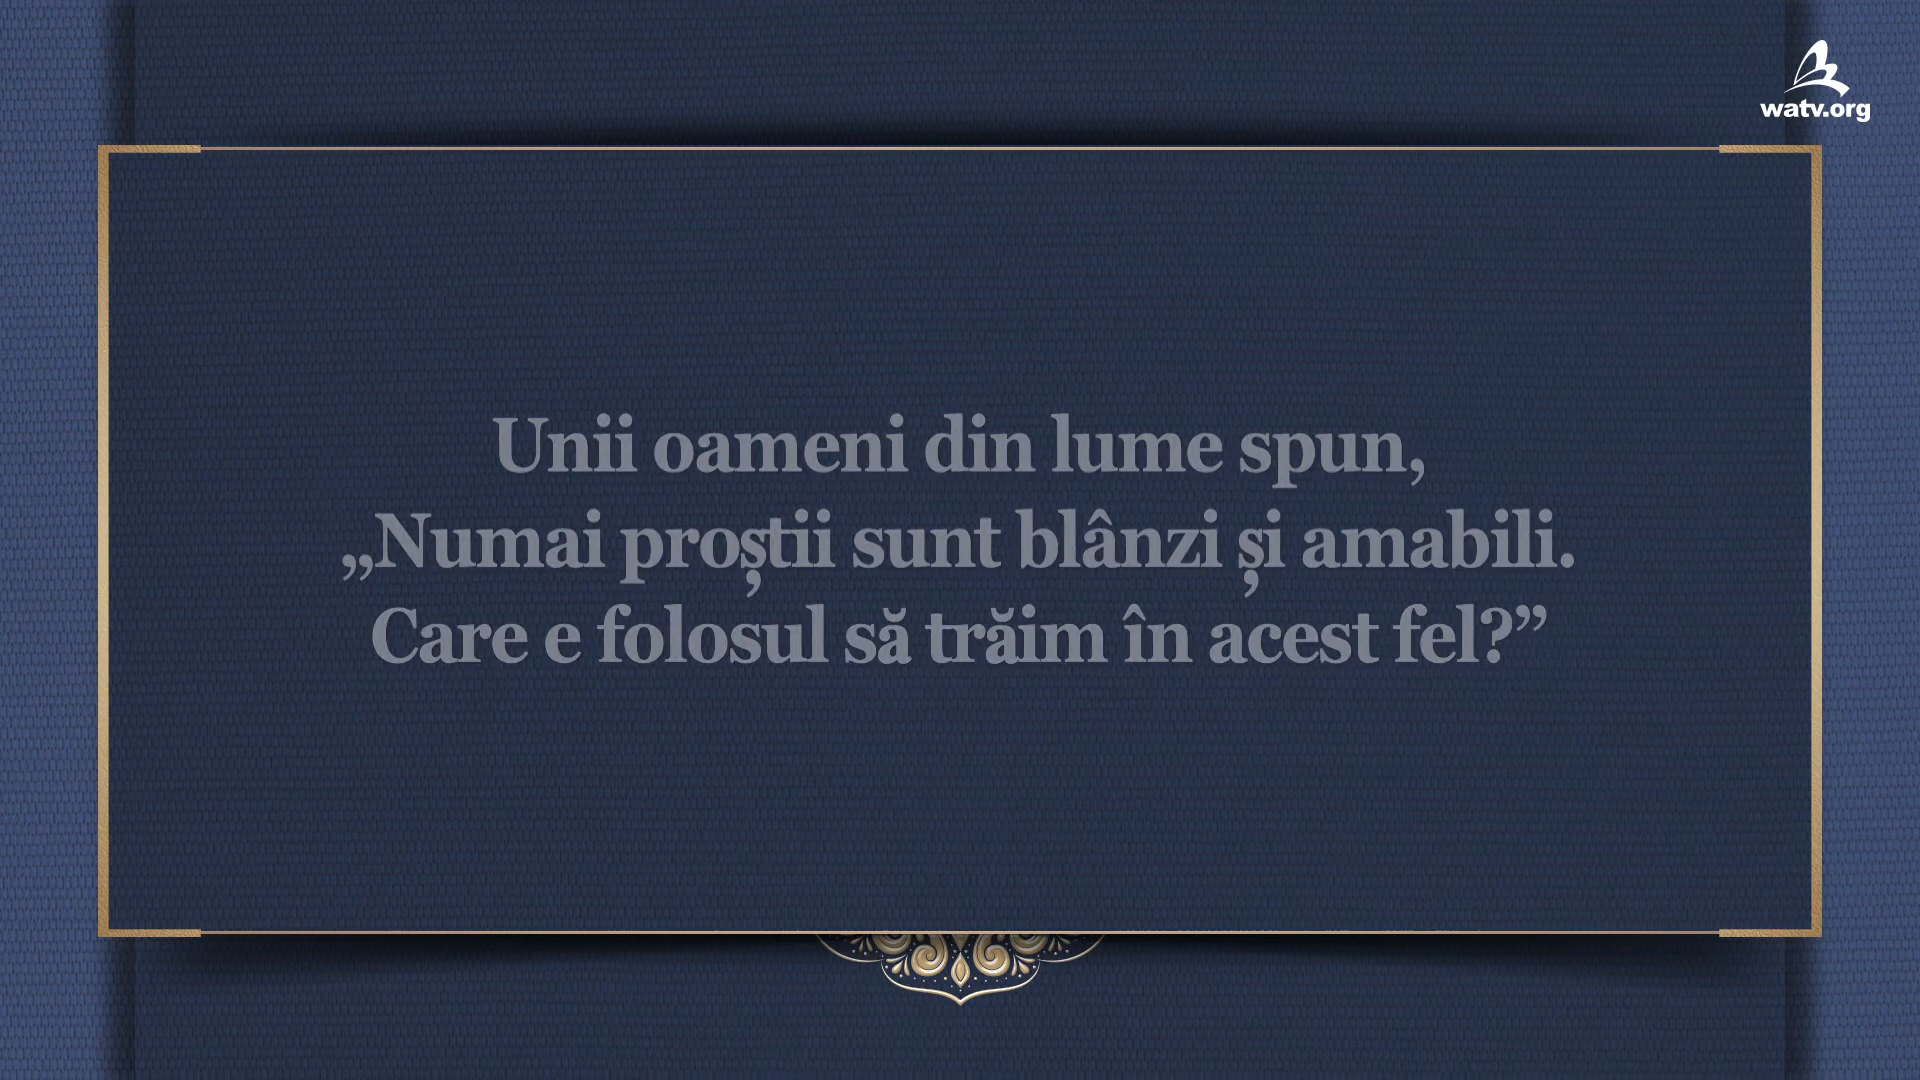 watv.org
Unii oameni din lume spun,
„Numai proștii sunt blânzi și amabili.
Care e folosul să trăim în acest fel?”